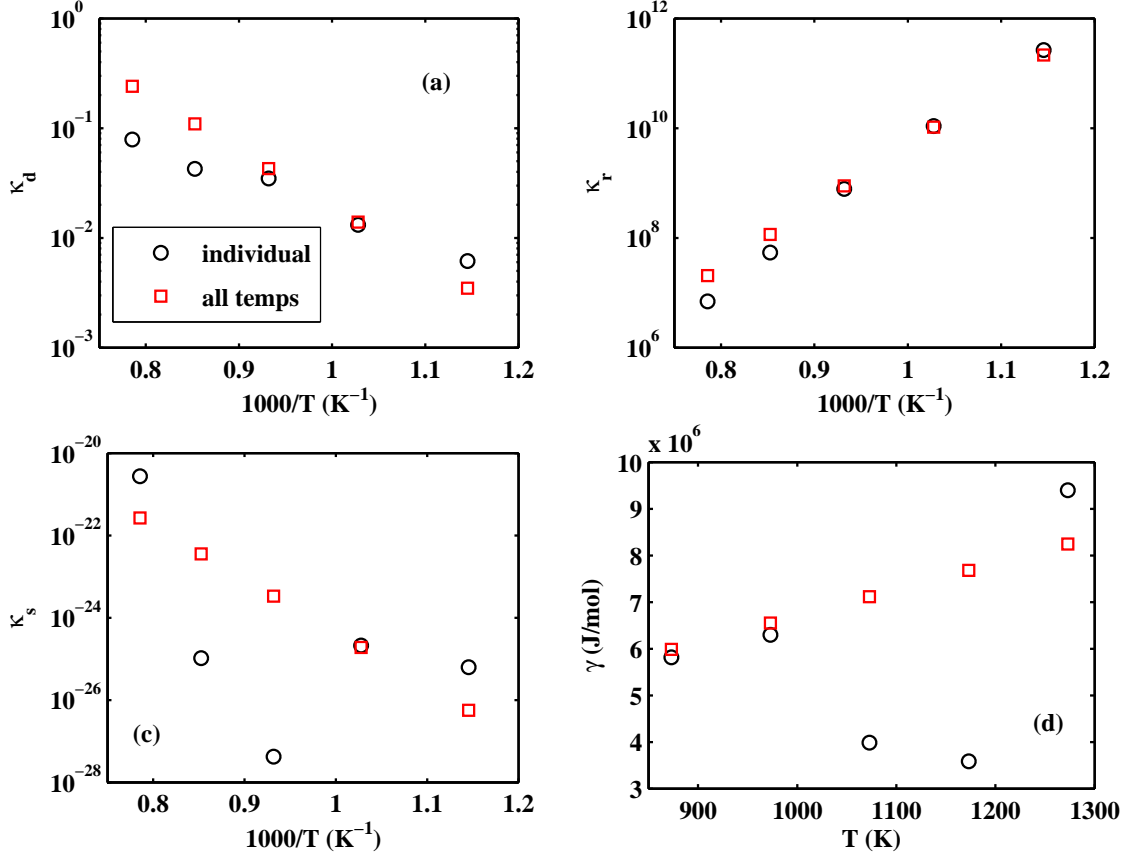 10^0
10^−1
10^−2
10^−3
κ_d
(a)
individual
all temps
0.8 0.9 1 1.1 1.2
1000/T (K^−1)
10^12
10^10
10^8
10^6
κ_r
0.8 0.9 1 1.1 1.2
1000/T (K^−1)
10^−20
10^−22
10^−24
10^−26
10^−28
κ_s
(c)
0.8 0.9 1 1.1 1.2
1000/T (K^−1)
x 10^6
10
9
8
7
6
5
4
3
γ (J/mol)
(d)
900 1000 1100 1200 1300
T (K)